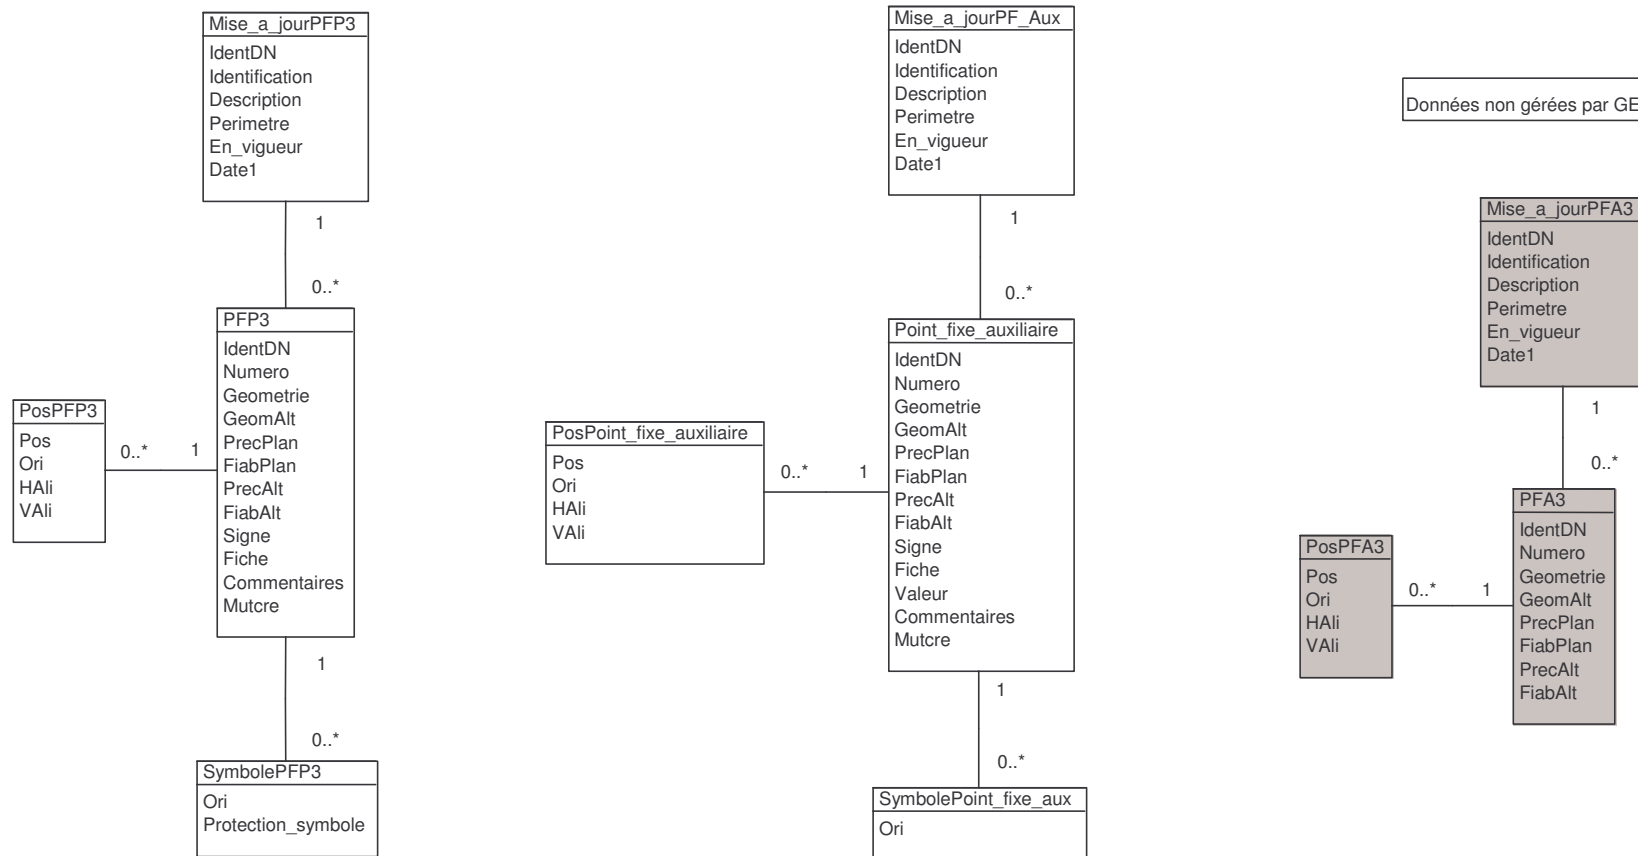 Mise_a_jourPFP3
IdentDN
Identification
Description
Perimetre
En_vigueur
Date1
1
0..*
PFP3
IdentDN
Numero
Geometrie
GeomAlt
PrecPlan
FiabPlan
PrecAlt
FiabAlt
Signe
Fiche
Commentaires
Mutcre
PosPFP3
Pos
Ori
HAli
VAli
0..*
1
1
0..*
SymbolePFP3
Ori
Protection_symbole
Mise_a_jourPF_Aux
IdentDN
Identification
Description
Perimetre
En_vigueur
Date1
1
0..*
Point_fixe_auxiliaire
IdentDN
Numero
Geometrie
GeomAlt
PrecPlan
FiabPlan
PrecAlt
FiabAlt
Signe
Fiche
Valeur
Commentaires
Mutcre
PosPoint_fixe_auxiliaire
Pos
Ori
HAli
VAli
0..*
1
1
0..*
SymbolePoint_fixe_aux
Ori
Données non gérées par GE
Mise_a_jourPFA3
IdentDN
Identification
Description
Perimetre
En_vigueur
Date1
1
0..*
PFA3
IdentDN
Numero
Geometrie
GeomAlt
PrecPlan
FiabPlan
PrecAlt
FiabAlt
PosPFA3
Pos
Ori
HAli
VAli
0..*
1